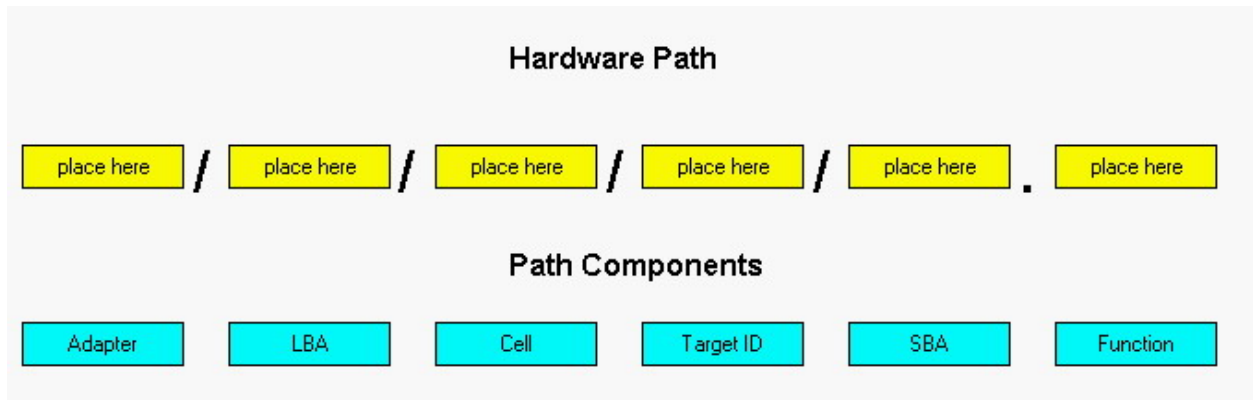 Hardware Path
place here / place here / place here / place here / place here . place here
Path Components
Adapter LBA Cell Target ID SBA Function